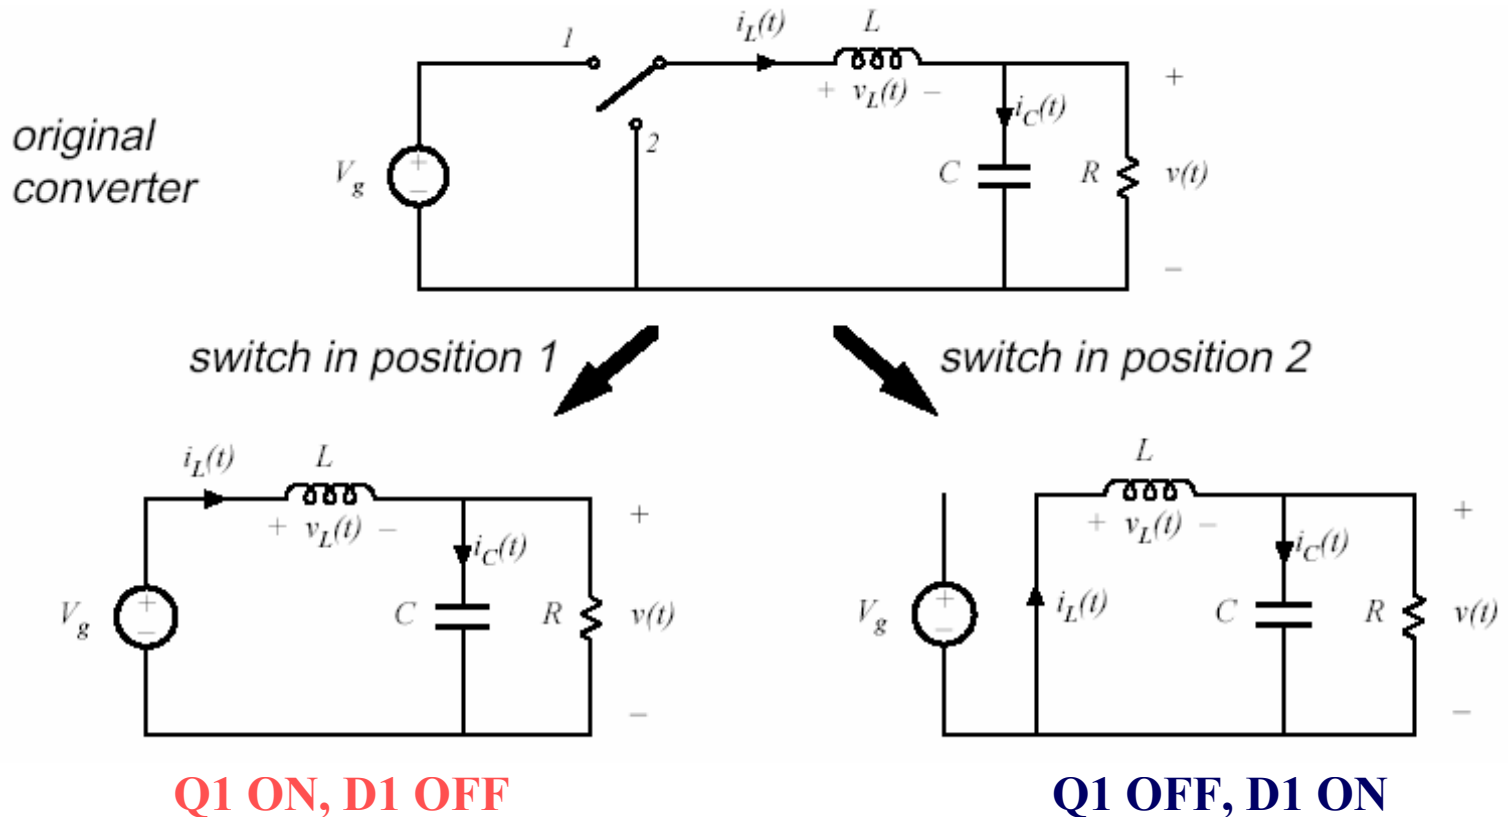 original
converter
1
2
i_L(t)
L
+ v_L(t) –
i_C(t)
V_g
+
–
C
R
+
v(t)
–
switch in position 1
switch in position 2
i_L(t)
L
+ v_L(t) –
i_C(t)
V_g
+
–
C
R
+
v(t)
–
Q1 ON, D1 OFF
L
+ v_L(t) –
i_C(t)
V_g
+
–
i_L(t)
C
R
+
v(t)
–
Q1 OFF, D1 ON